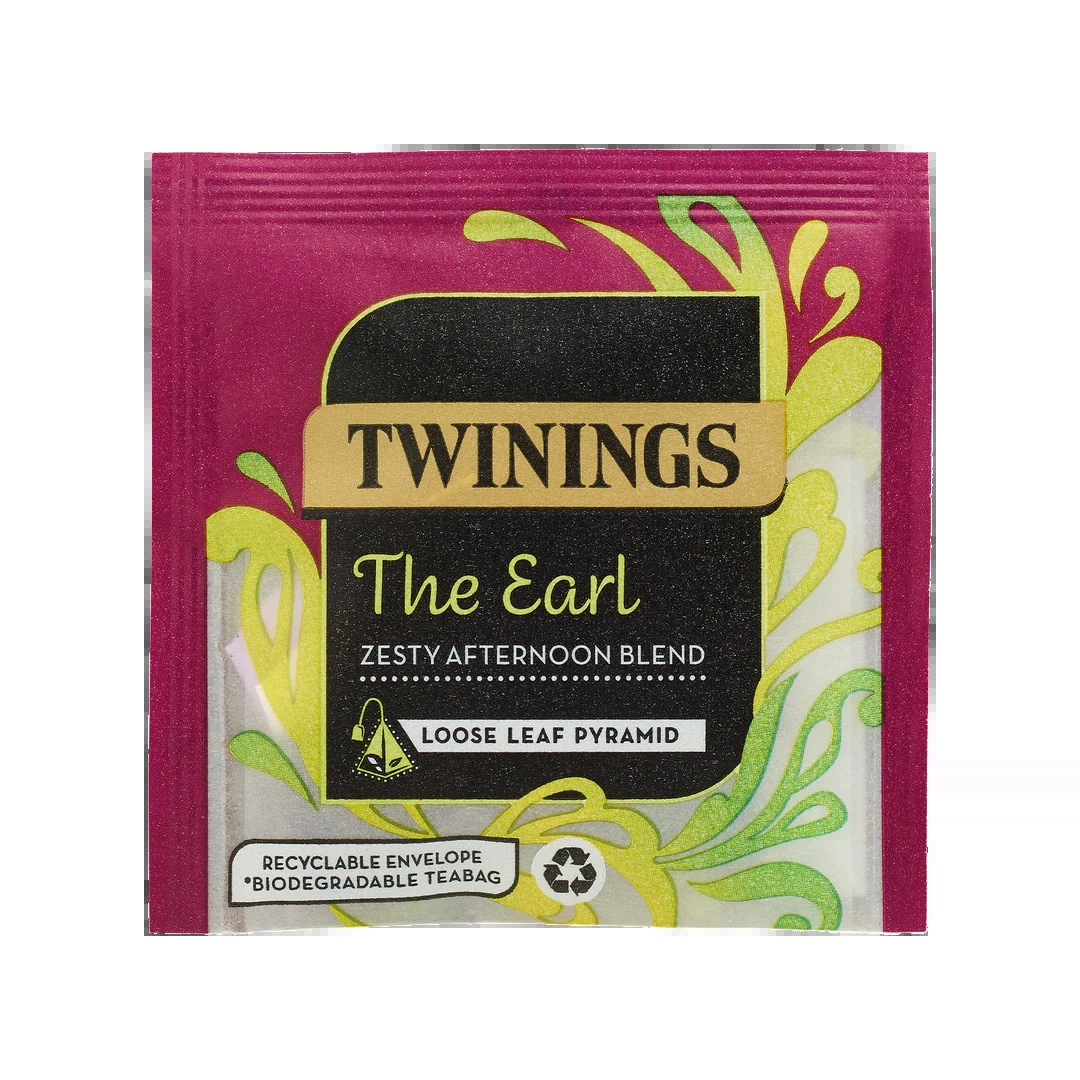 TWININGS
The Earl
ZESTY AFTERNOON BLEND
LOOSE LEAF PYRAMID
RECYCLABLE ENVELOPE
*BIODEGRADABLE TEABAG